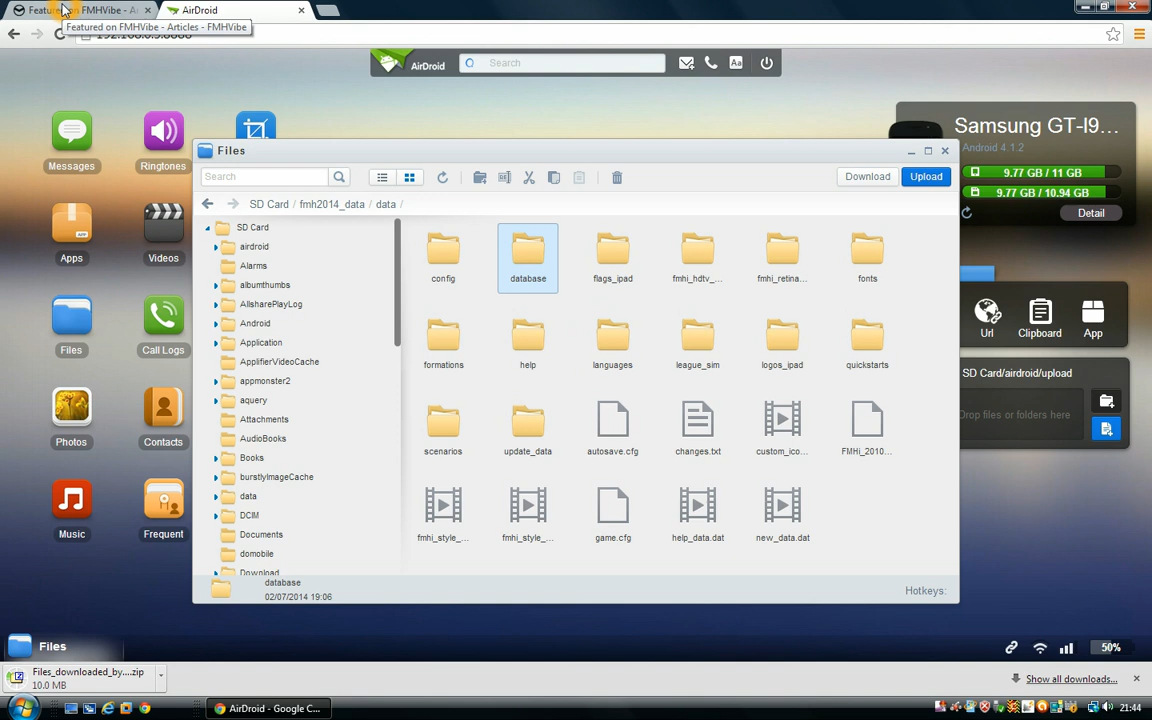 Featured on FMHVibe - Ar
AirDroid
Featured on FMHVibe - Articles - FMHVibe
AirDroid
Search
Aa
Messages
Ringtones
Files
Samsung GT-I9...
Android 4.1.2
9.77 GB / 11 GB
9.77 GB / 10.94 GB
Detail
Search
Download
Upload
SD Card / fmh2014_data / data /
Apps
Videos
Files
Call Logs
Photos
Contacts
Music
Frequent
SD Card
airdroid
Alarms
albumthumbs
AllsharePlayLog
Android
Application
ApplifierVideoCache
appmonster2
aquery
Attachments
AudioBooks
Books
burstlyImageCache
data
DCIM
Documents
domobile
Download
config
database
flags_ipad
fmhi_hdtv_...
fmhi_retina...
fonts
formations
help
languages
league_sim
logos_ipad
quickstarts
scenarios
update_data
autosave.cfg
changes.txt
custom_ico...
FMHi_2010...
fmhi_style_...
fmhi_style_...
game.cfg
help_data.dat
new_data.dat
Url
Clipboard
App
SD Card/airdroid/upload
Drop files or folders here
database
02/07/2014 19:06
Hotkeys:
Files
50%
Files_downloaded_by....zip
10.0 MB
Show all downloads...
AirDroid - Google C...
21:44